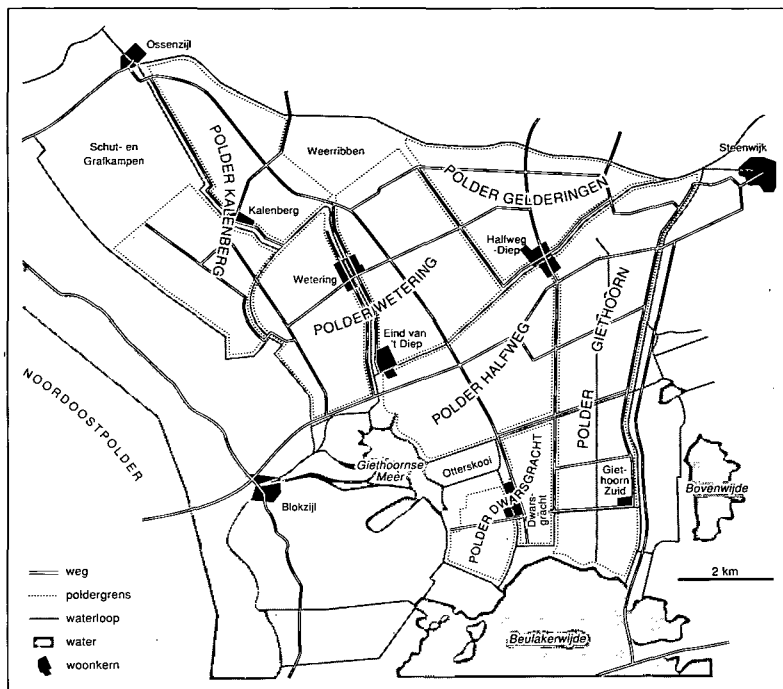 Ossenzijl
Schut- en
Grafkampen
POLDER KALENBERG
Weerribben
Steenwijk
POLDER GELDERINGEN
Kalenberg
Halfweg
-Diep
Wetering
POLDER WETERING
GIETHOORN
POLDER
Eind van
't Diep
POLDER HALFWEG
NOORDOOSTPOLDER
Giethoornse
Meer
Otterskooi
POLDER DWARSGRACHT
Dwars-
gracht
Giet-
hoorn
Zuid
Bovenwijde
Blokzijl
weg
poldergrens
waterloop
water
woonkern
2 km
Beulakerwijde